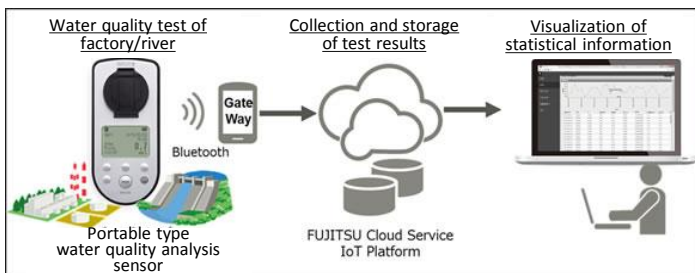 Water quality test of
factory/river
Collection and storage
of test results
Visualization of
statistical information
Gate
Way
Bluetooth
Portable type
water quality analysis
sensor
FUJITSU Cloud Service
IoT Platform